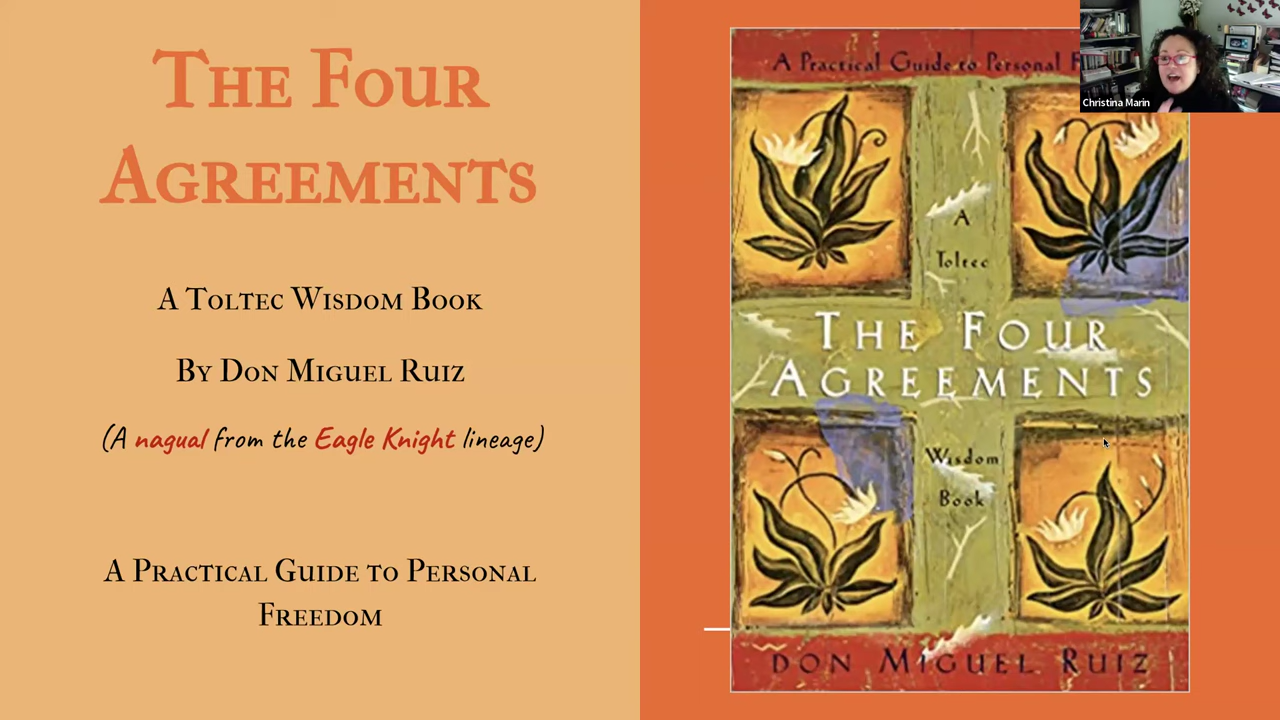 The Four
Agreements
A Toltec Wisdom Book
By Don Miguel Ruiz
(A nagual from the Eagle Knight lineage)
A Practical Guide to Personal
Freedom
A Practical Guide to Personal F
A
Toltec
The Four
Agreements
Wisdom
Book
Don Miguel Ruiz
Christina Marin